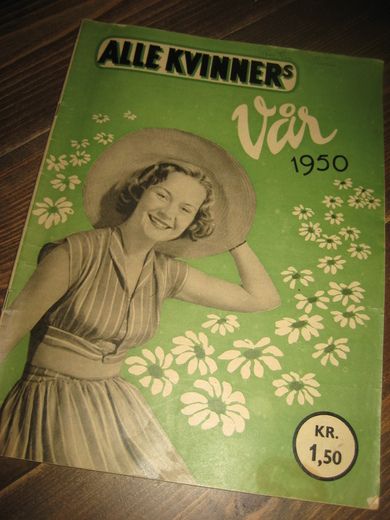 ALLE KVINNERS
Vår
1950
KR.
1,50